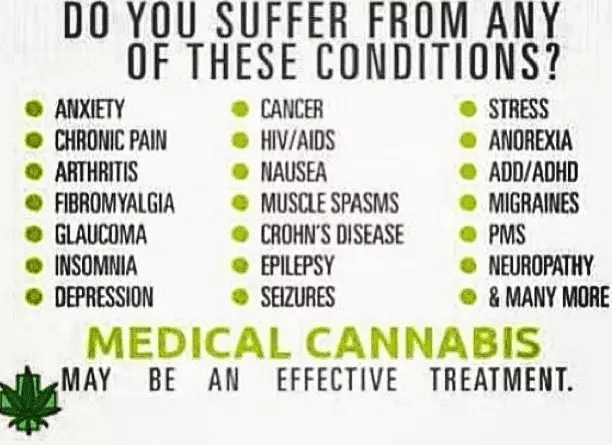 DO YOU SUFFER FROM ANY
OF THESE CONDITIONS?
ANXIETY
CHRONIC PAIN
ARTHRITIS
FIBROMYALGIA
GLAUCOMA
INSOMNIA
DEPRESSION
CANCER
HIV/AIDS
NAUSEA
MUSCLE SPASMS
CROHN'S DISEASE
EPILEPSY
SEIZURES
STRESS
ANOREXIA
ADD/ADHD
MIGRAINES
PMS
NEUROPATHY
& MANY MORE
MEDICAL CANNABIS
MAY BE AN EFFECTIVE TREATMENT.